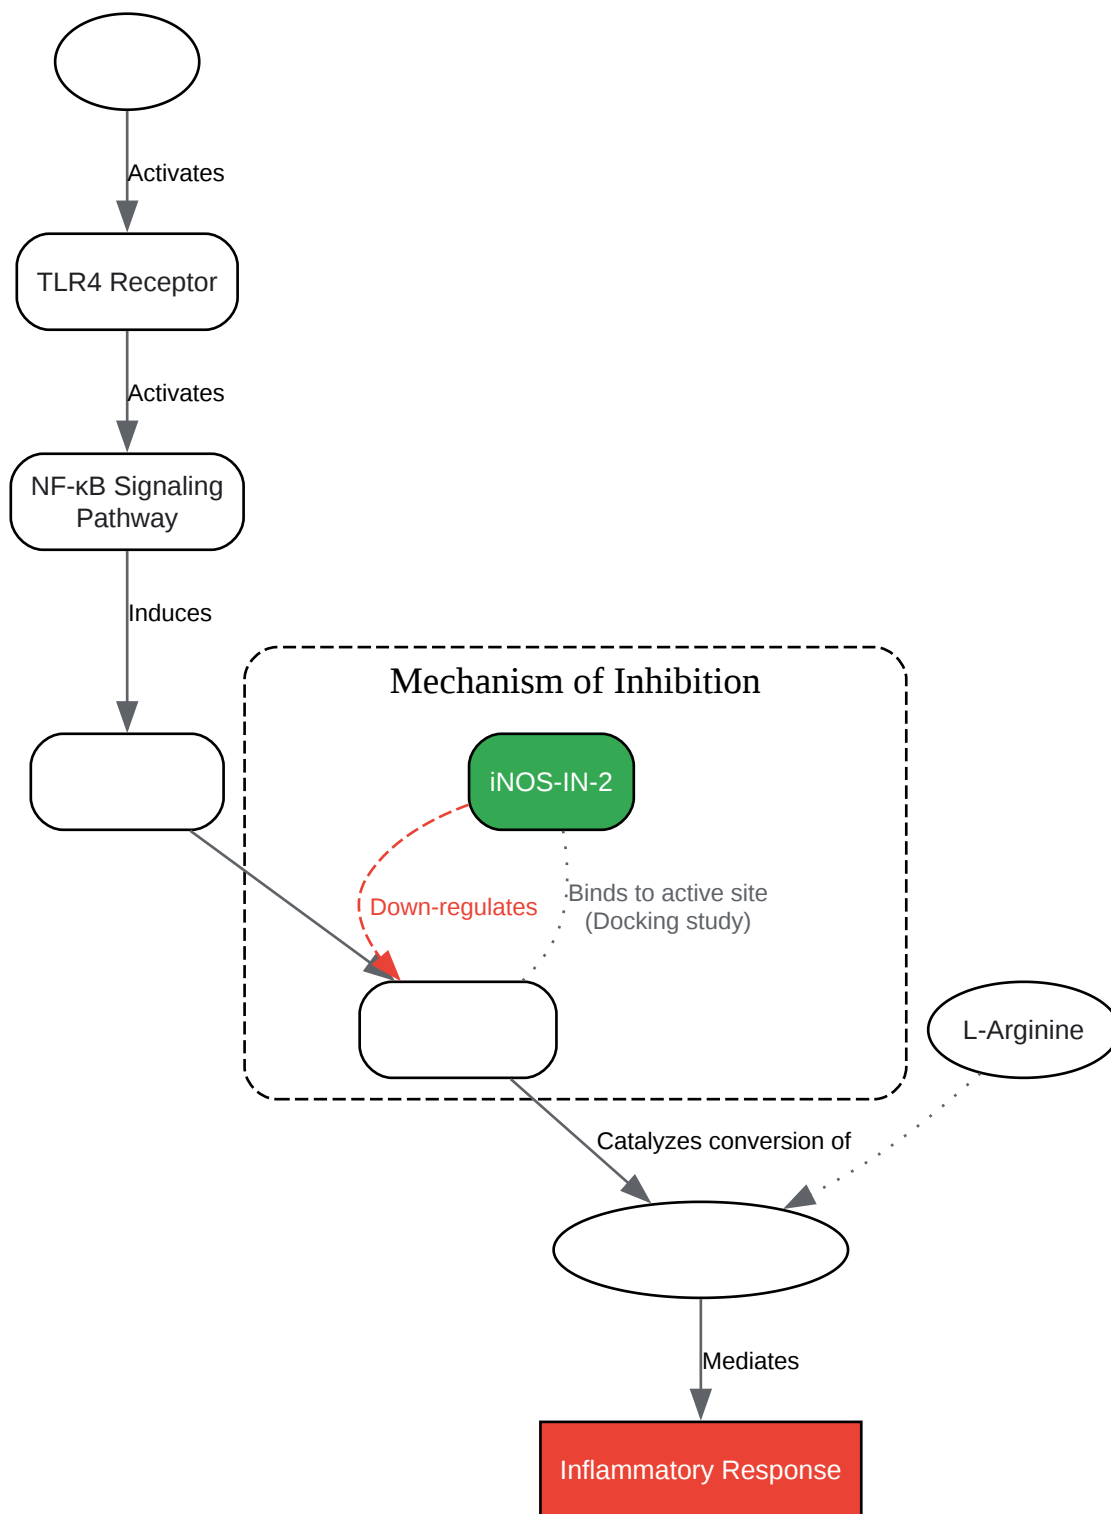 Activates
TLR4 Receptor
Activates
NF-κB Signaling
Pathway
Induces
Mechanism of Inhibition
iNOS-IN-2
Down-regulates
Binds to active site
(Docking study)
L-Arginine
Catalyzes conversion of
Mediates
Inflammatory Response